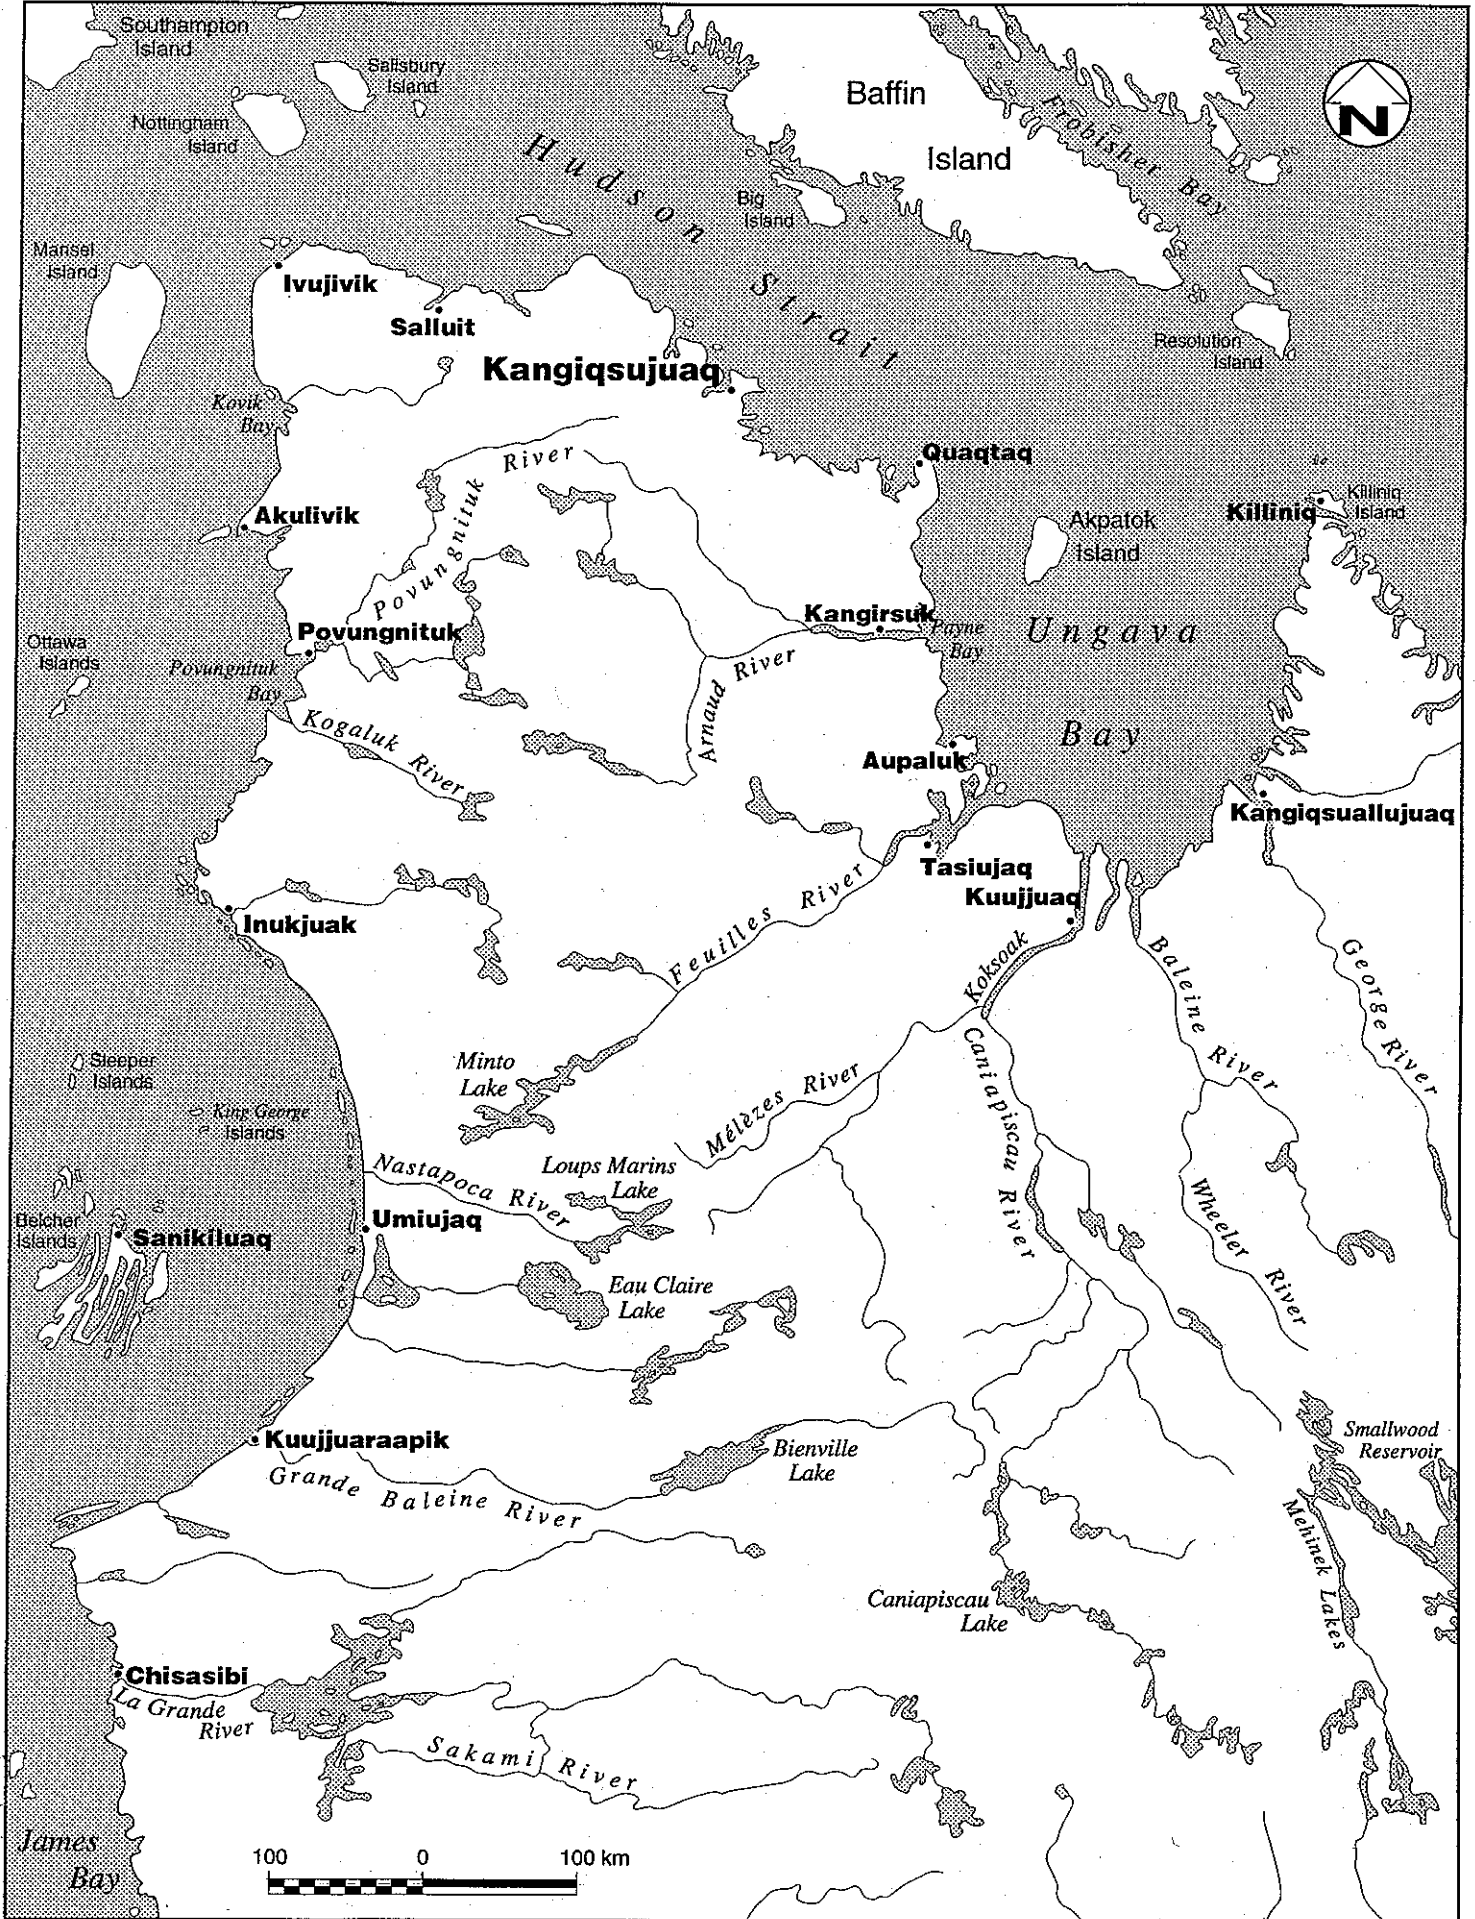 Southampton
Island
Salisbury
Island
Nottingham
Island
Baffin
Island
Frobisher Bay
N
Hudson Strait
Big
Island
Mansel
Island
Ivujivik
Salluit
Kangiqsujuaq
Resolution
Island
Kovik
Bay
Quaqtaq
Akulivik
Povungnituk River
Akpatok
Island
Killiniq
Killiniq
Island
Kangirsuk
Payne
Bay
Ungava
Bay
Povungnituk
Ottawa
Islands
Povungnituk
Bay
Arnaud River
Kogaluk River
Aupaluk
Kangiqsuallujuaq
Tasiujaq
Kuujjuaq
Inukjuak
Feuilles River
Koksoak
Baleine River
George River
Sleeper
Islands
King George
Islands
Minto
Lake
Mélèzes River
Caniapiscan River
Nastapoca River
Loups Marins
Lake
Wheeler River
Belcher
Islands
Sanikiluaq
Umiujaq
Eau Claire
Lake
Kuujjuaraapik
Grande Baleine River
Bienville
Lake
Smallwood
Reservoir
Mehinek Lakes
Caniapiscau
Lake
Chisasibi
La Grande
River
Sakami River
James
Bay
100 0 100 km